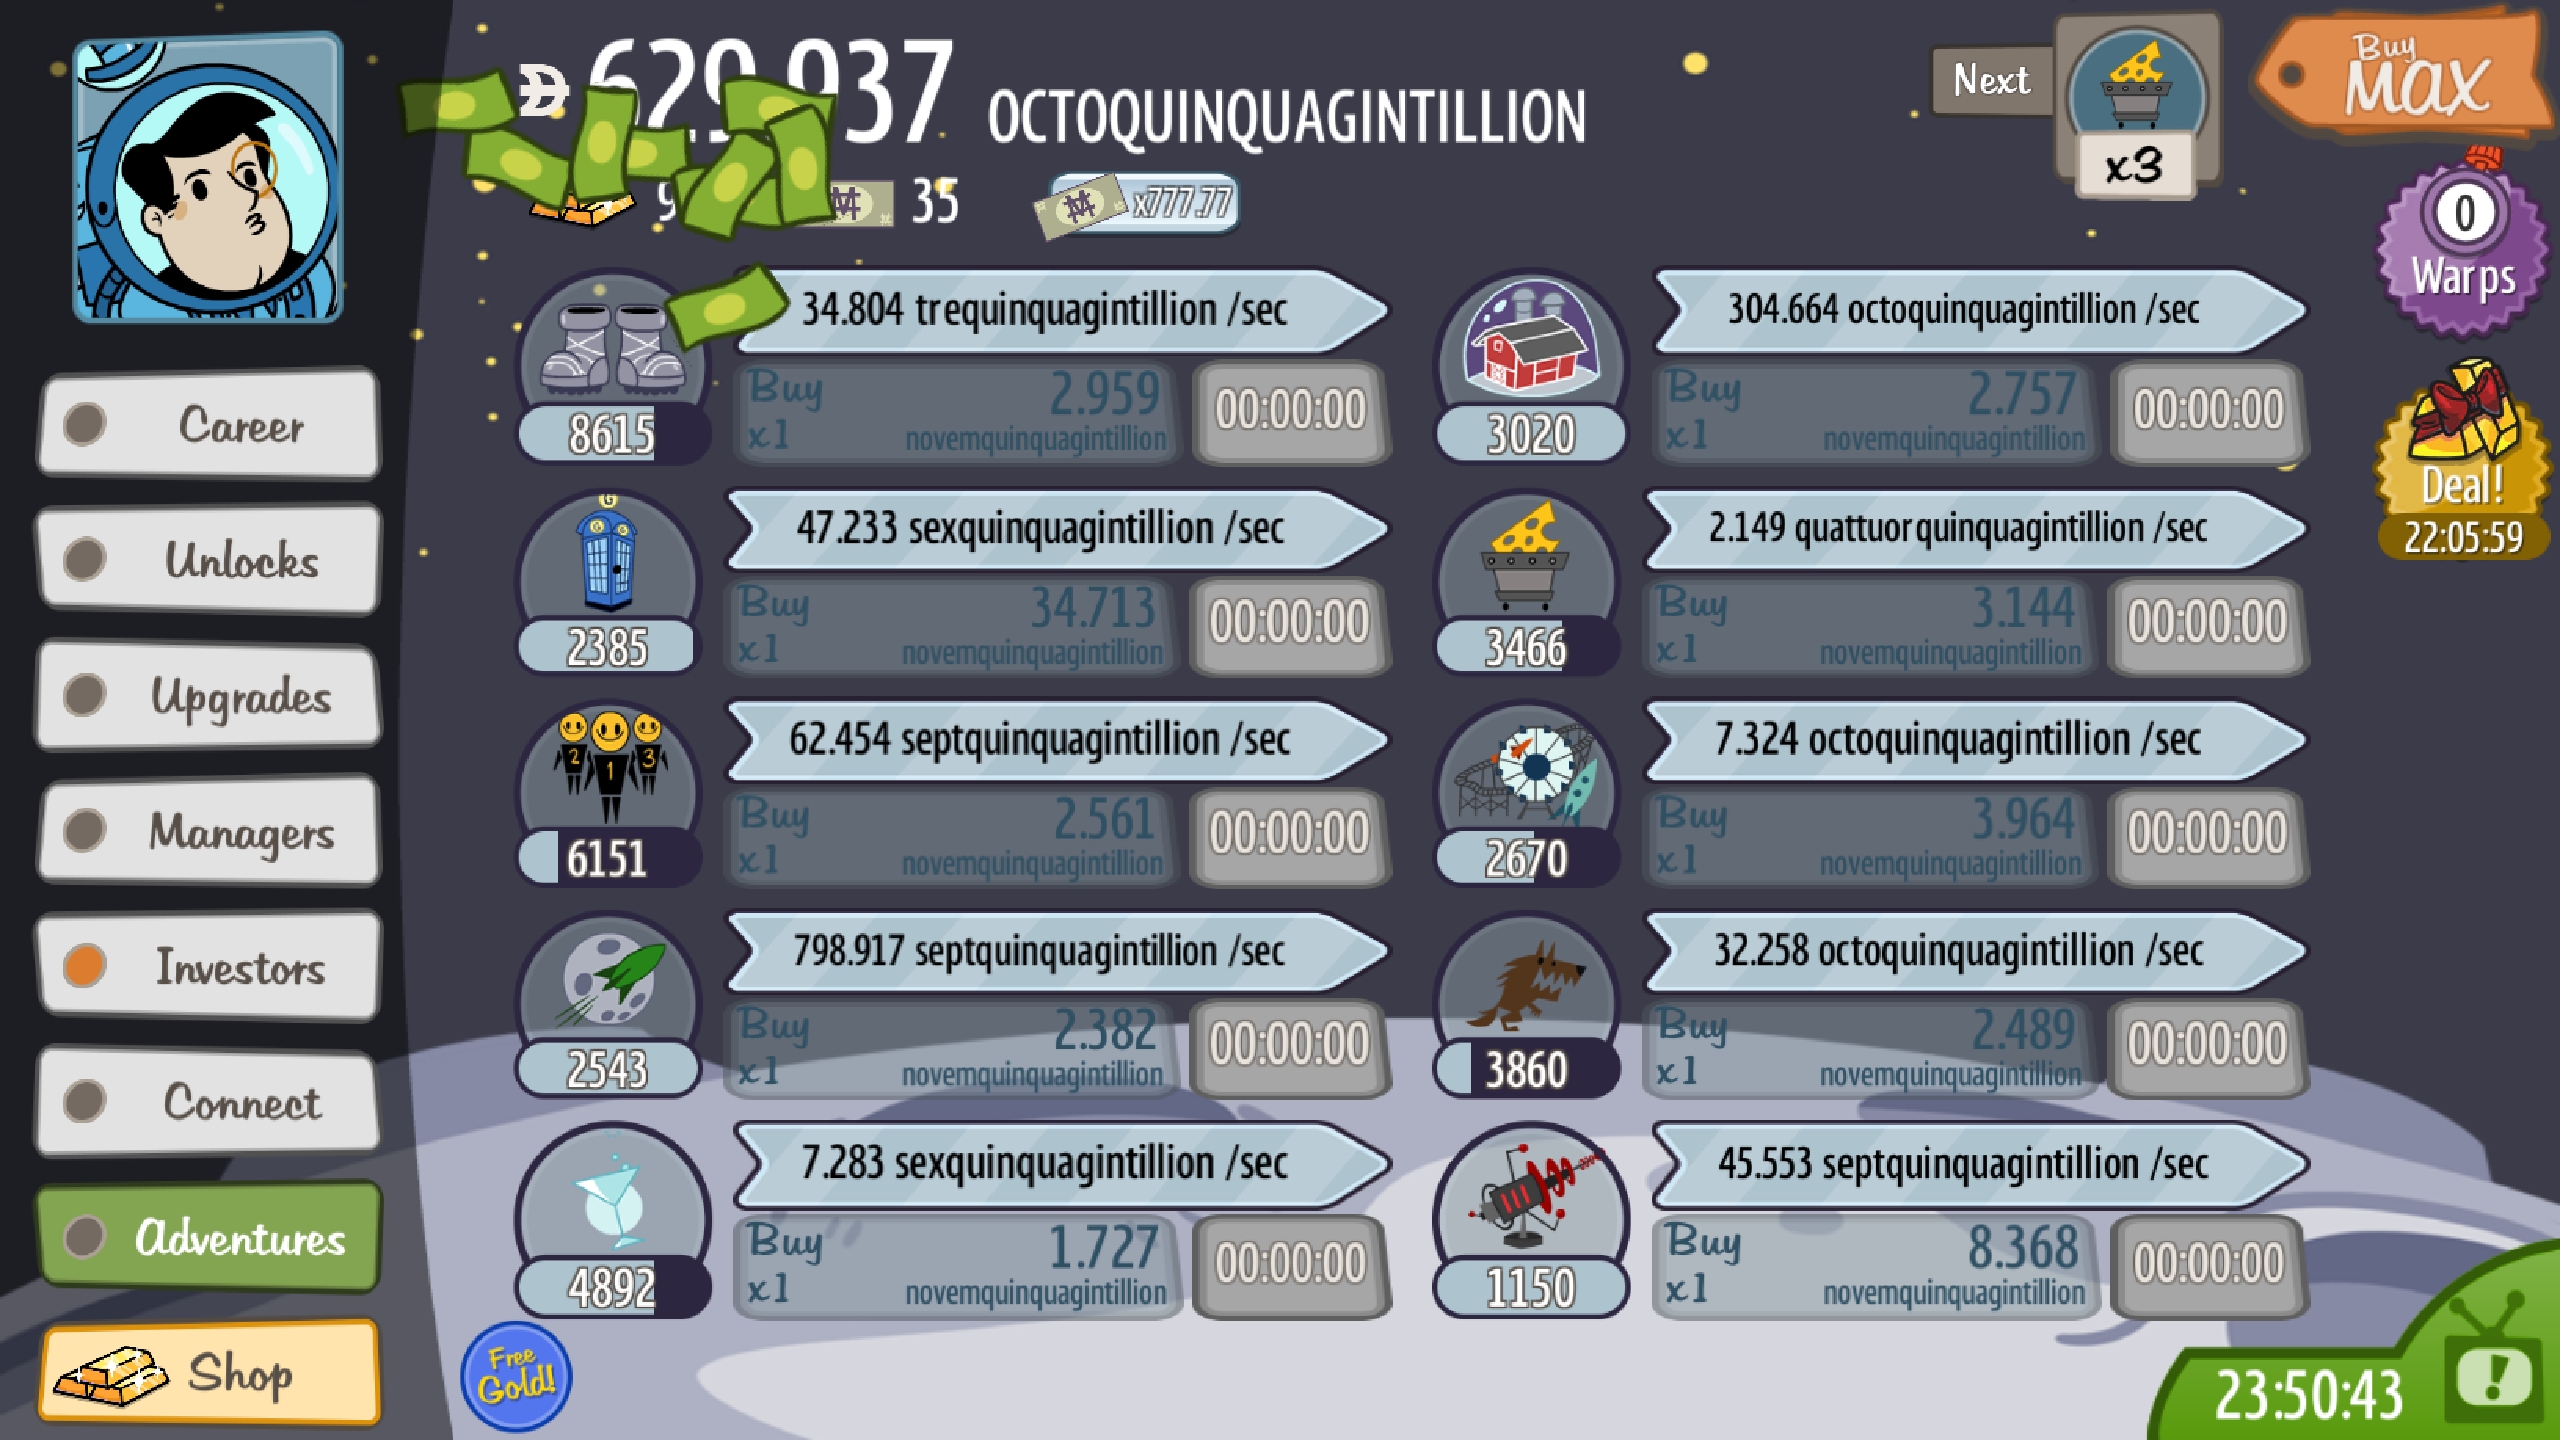 629.937 OCTOQUINQUAGINTILLION
35
x777.77
Next
x3
Buy
MAX
0
Warps
Deal!
22:05:59
Career
Unlocks
Upgrades
Managers
Investors
Connect
Adventures
Shop
34.804 trequinquagintillion /sec
Buy 2.959
x1 novemquinquagintillion
00:00:00
8615
304.664 octoquinquagintillion /sec
Buy 2.757
x1 novemquinquagintillion
00:00:00
3020
G
47.233 sexquinquagintillion /sec
Buy 34.713
x1 novemquinquagintillion
00:00:00
2385
2.149 quattuorquinquagintillion /sec
Buy 3.144
x1 novemquinquagintillion
00:00:00
3466
2 1 3
62.454 septquinquagintillion /sec
Buy 2.561
x1 novemquinquagintillion
00:00:00
6151
7.324 octoquinquagintillion /sec
Buy 3.964
x1 novemquinquagintillion
00:00:00
2670
798.917 septquinquagintillion /sec
Buy 2.382
x1 novemquinquagintillion
00:00:00
2543
32.258 octoquinquagintillion /sec
Buy 2.489
x1 novemquinquagintillion
00:00:00
3860
7.283 sexquinquagintillion /sec
Buy 1.727
x1 novemquinquagintillion
00:00:00
4892
45.553 septquinquagintillion /sec
Buy 8.368
x1 novemquinquagintillion
00:00:00
1150
Free
Gold!
23:50:43
!